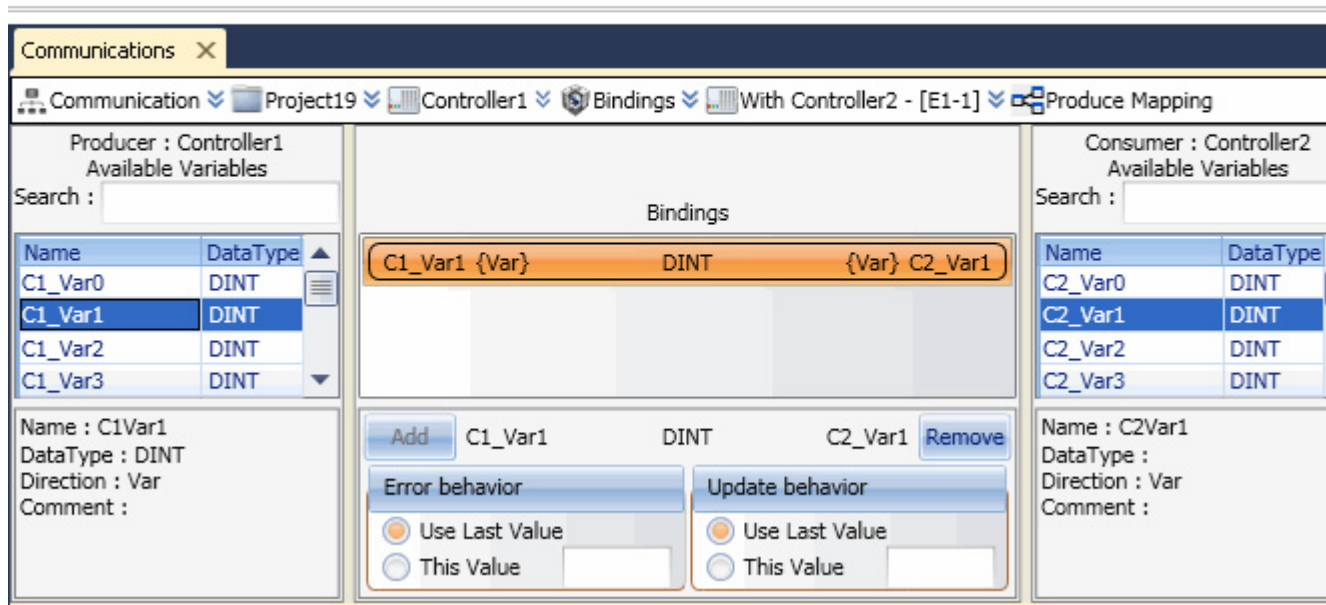 Communications
Communication Project19 Controller1 Bindings With Controller2 - [E1-1] Produce Mapping
Producer : Controller1
Available Variables
Search :
Name DataType
C1_Var0 DINT
C1_Var1 DINT
C1_Var2 DINT
C1_Var3 DINT
Name : C1Var1
DataType : DINT
Direction : Var
Comment :
Bindings
C1_Var1 {Var} DINT {Var} C2_Var1
Add C1_Var1 DINT C2_Var1 Remove
Error behavior
Use Last Value
This Value
Update behavior
Use Last Value
This Value
Consumer : Controller2
Available Variables
Search :
Name DataType
C2_Var0 DINT
C2_Var1 DINT
C2_Var2 DINT
C2_Var3 DINT
Name : C2Var1
DataType :
Direction : Var
Comment :